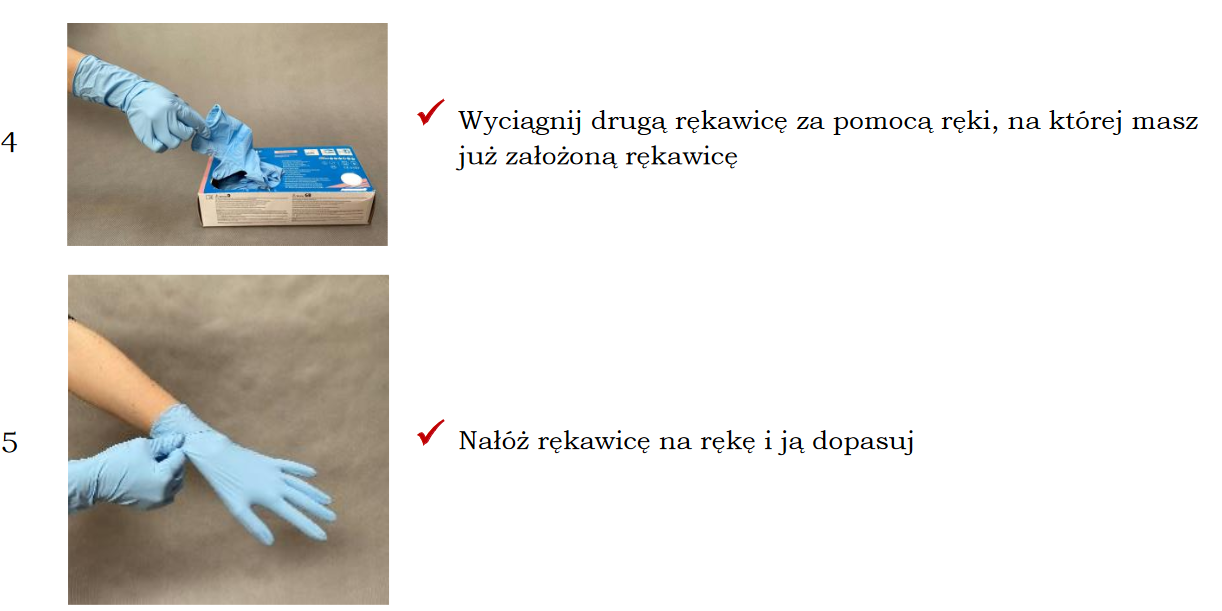 4
Wyciągnij drugą rękawicę za pomocą ręki, na której masz
już założoną rękawicę
5
Nałóż rękawicę na rękę i ją dopasuj